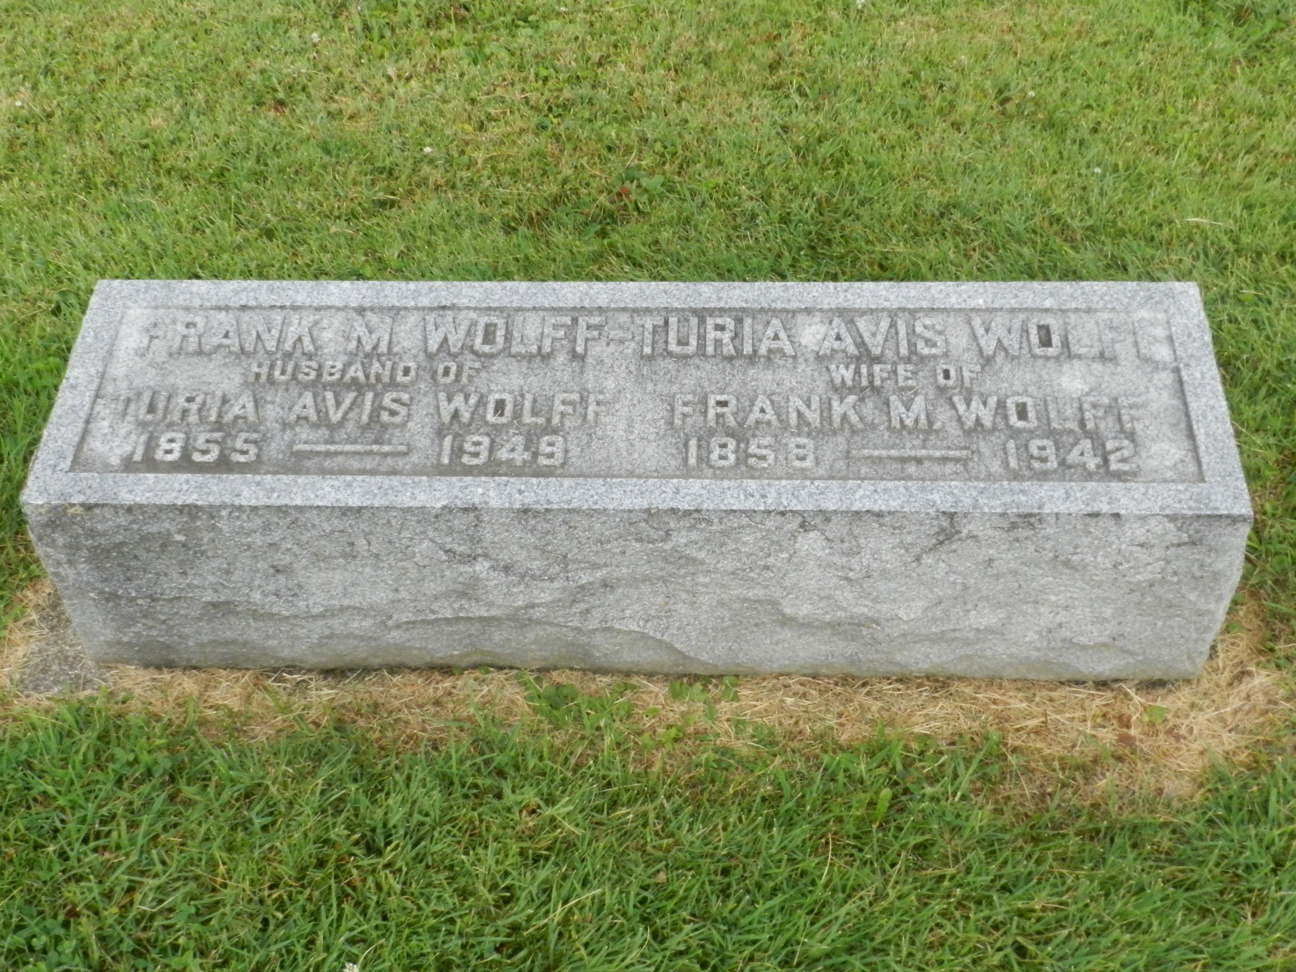 FRANK M. WOLFF - TURIA AVIS WOLFF
HUSBAND OF WIFE OF
TURIA AVIS WOLFF FRANK M. WOLFF
1855 — 1949 1858 — 1942